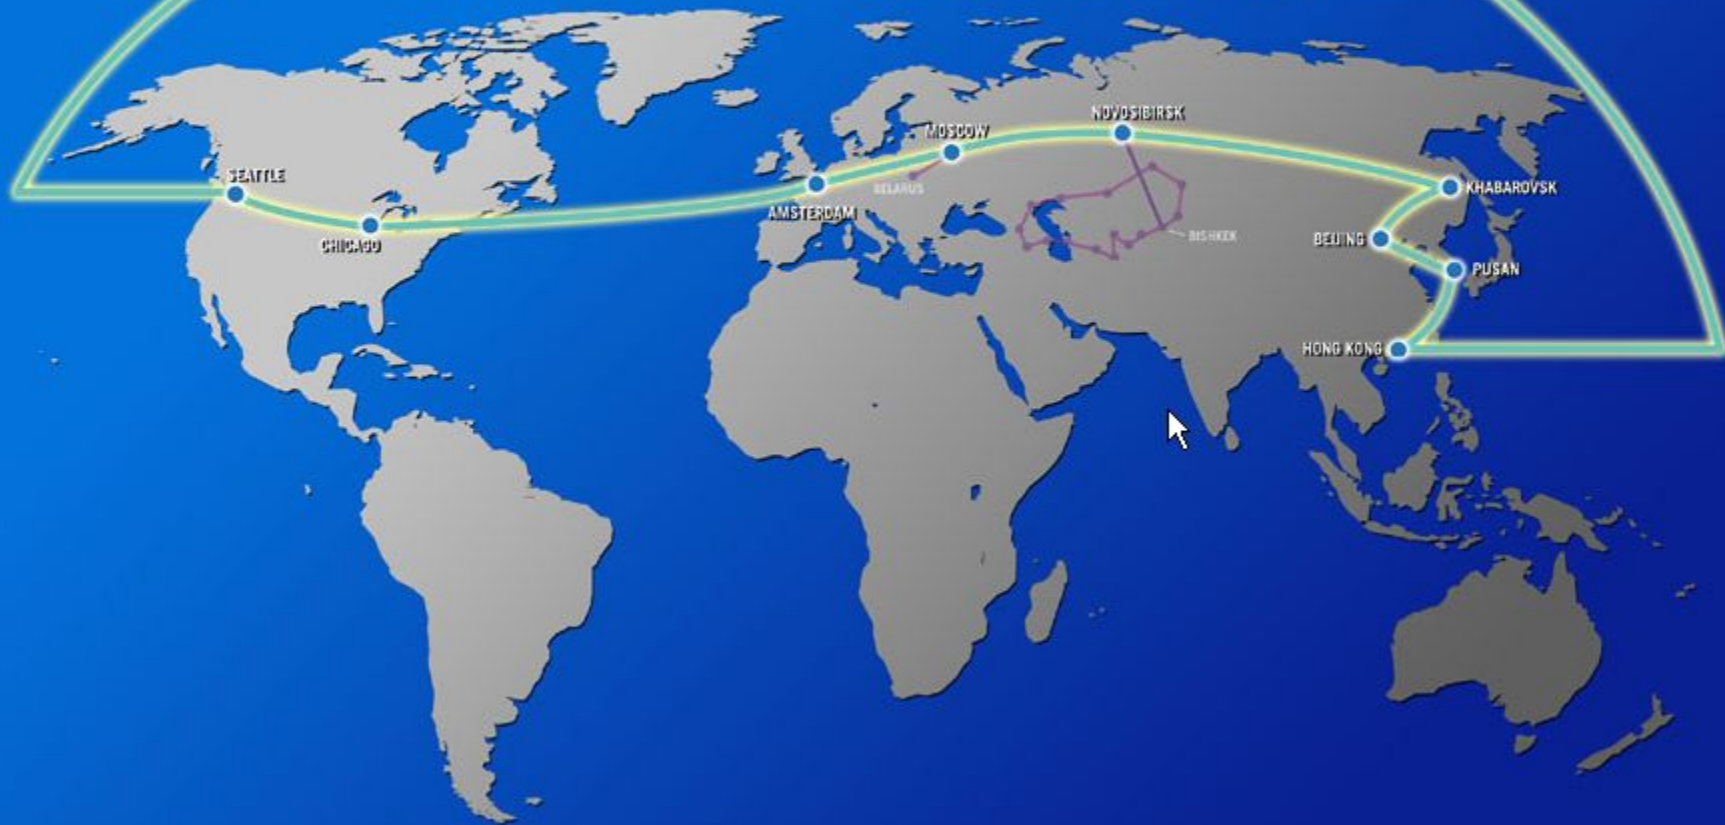 NOVOSIBIRSK
MOSCOW
SEATTLE
BELARUS
KHABAROVSK
AMSTERDAM
BISHKEK
BEIJING
CHICAGO
PUSAN
HONG KONG